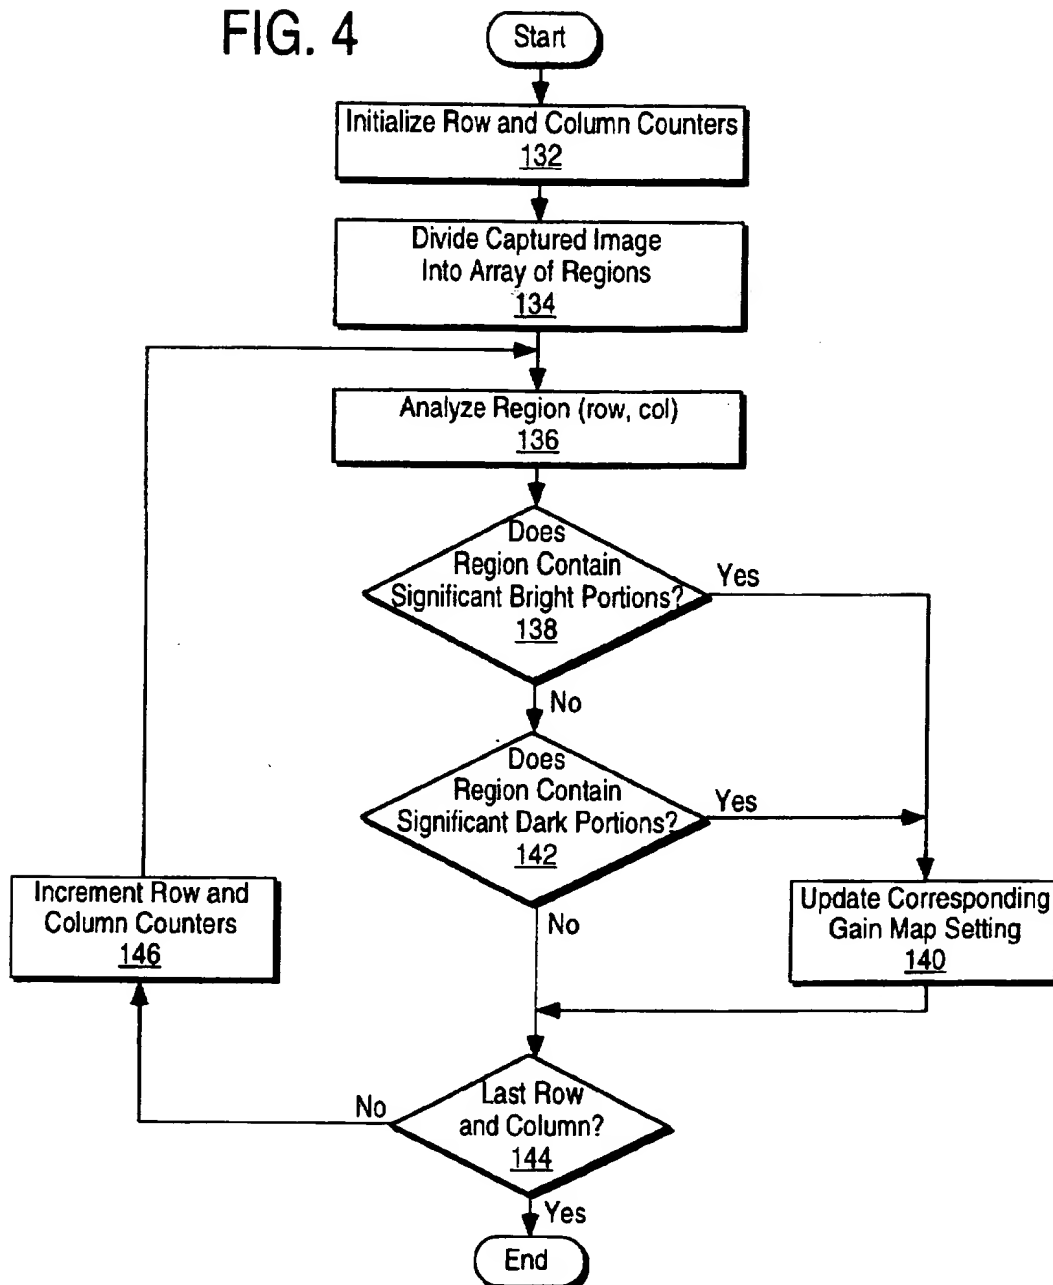 FIG. 4
Start
Initialize Row and Column Counters
132
Divide Captured Image
Into Array of Regions
134
Analyze Region (row, col)
136
Does
Region Contain
Significant Bright Portions?
138
Yes
No
Does
Region Contain
Significant Dark Portions?
142
Yes
No
Increment Row and
Column Counters
146
Update Corresponding
Gain Map Setting
140
Last Row
and Column?
144
No
Yes
End